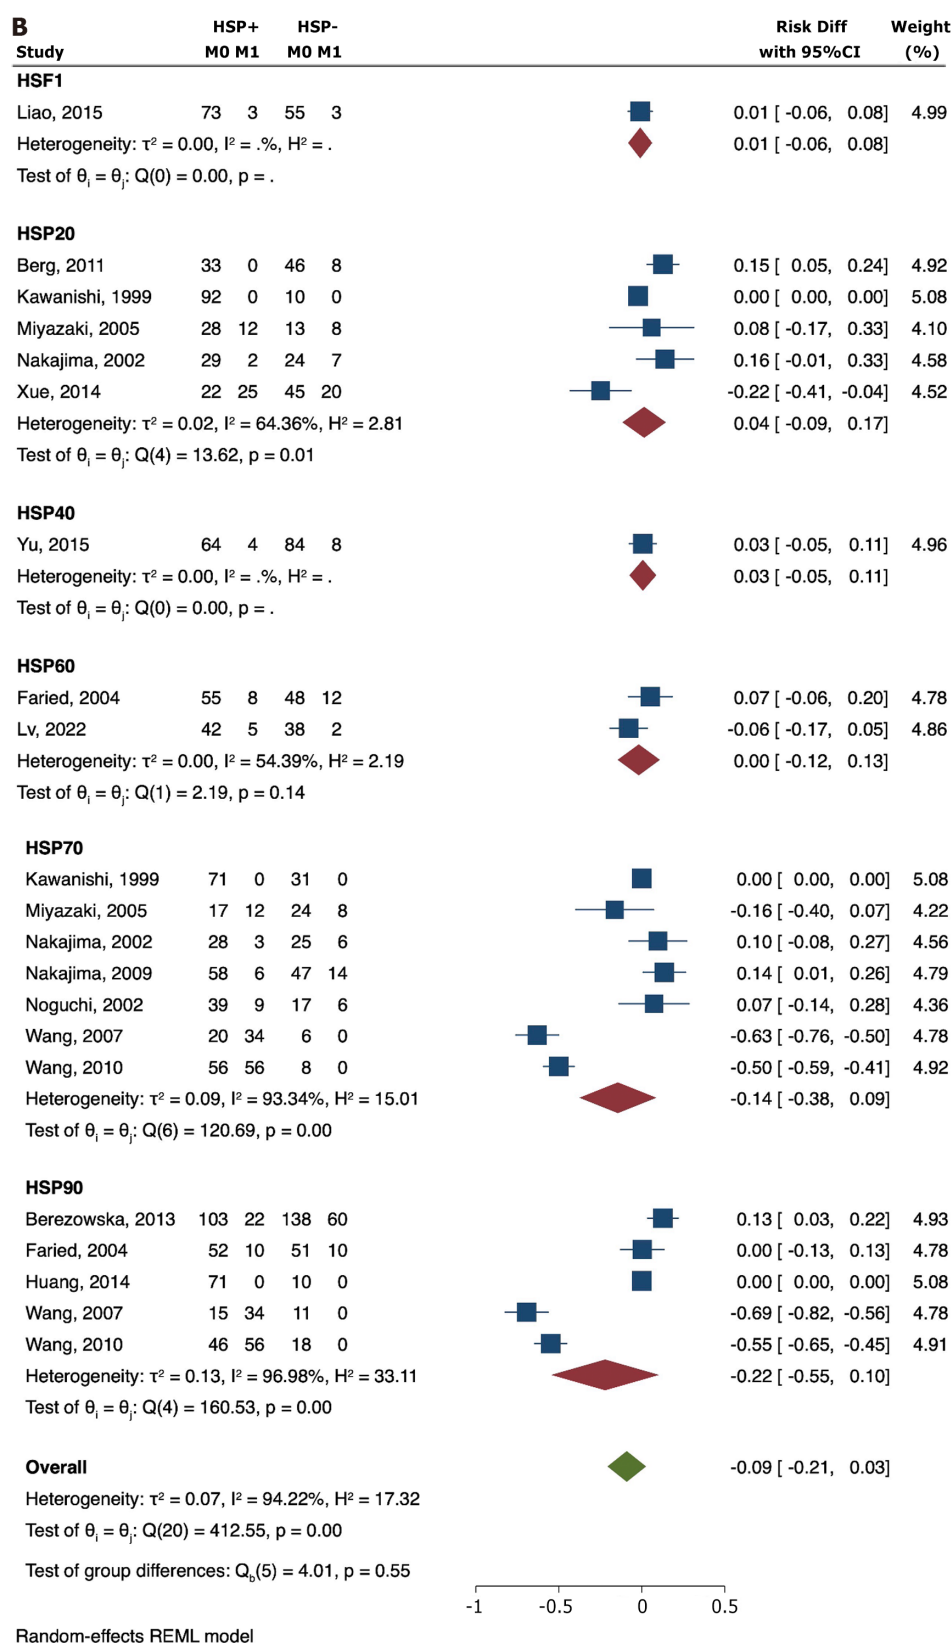 B
HSP+ HSP- Risk Diff Weight
Study M0 M1 M0 M1 with 95%CI (%)
HSF1
Liao, 2015 73 3 55 3 0.01 [ -0.06, 0.08] 4.99
Heterogeneity: τ² = 0.00, I² = .%, H² = . 0.01 [ -0.06, 0.08]
Test of θi = θj: Q(0) = 0.00, p = .
HSP20
Berg, 2011 33 0 46 8 0.15 [ 0.05, 0.24] 4.92
Kawanishi, 1999 92 0 10 0 0.00 [ 0.00, 0.00] 5.08
Miyazaki, 2005 28 12 13 8 0.08 [ -0.17, 0.33] 4.10
Nakajima, 2002 29 2 24 7 0.16 [ -0.01, 0.33] 4.58
Xue, 2014 22 25 45 20 -0.22 [ -0.41, -0.04] 4.52
Heterogeneity: τ² = 0.02, I² = 64.36%, H² = 2.81 0.04 [ -0.09, 0.17]
Test of θi = θj: Q(4) = 13.62, p = 0.01
HSP40
Yu, 2015 64 4 84 8 0.03 [ -0.05, 0.11] 4.96
Heterogeneity: τ² = 0.00, I² = .%, H² = . 0.03 [ -0.05, 0.11]
Test of θi = θj: Q(0) = 0.00, p = .
HSP60
Faried, 2004 55 8 48 12 0.07 [ -0.06, 0.20] 4.78
Lv, 2022 42 5 38 2 -0.06 [ -0.17, 0.05] 4.86
Heterogeneity: τ² = 0.00, I² = 54.39%, H² = 2.19 0.00 [ -0.12, 0.13]
Test of θi = θj: Q(1) = 2.19, p = 0.14
HSP70
Kawanishi, 1999 71 0 31 0 0.00 [ 0.00, 0.00] 5.08
Miyazaki, 2005 17 12 24 8 -0.16 [ -0.40, 0.07] 4.22
Nakajima, 2002 28 3 25 6 0.10 [ -0.08, 0.27] 4.56
Nakajima, 2009 58 6 47 14 0.14 [ 0.01, 0.26] 4.79
Noguchi, 2002 39 9 17 6 0.07 [ -0.14, 0.28] 4.36
Wang, 2007 20 34 6 0 -0.63 [ -0.76, -0.50] 4.78
Wang, 2010 56 56 8 0 -0.50 [ -0.59, -0.41] 4.92
Heterogeneity: τ² = 0.09, I² = 93.34%, H² = 15.01 -0.14 [ -0.38, 0.09]
Test of θi = θj: Q(6) = 120.69, p = 0.00
HSP90
Berezowska, 2013 103 22 138 60 0.13 [ 0.03, 0.22] 4.93
Faried, 2004 52 10 51 10 0.00 [ -0.13, 0.13] 4.78
Huang, 2014 71 0 10 0 0.00 [ 0.00, 0.00] 5.08
Wang, 2007 15 34 11 0 -0.69 [ -0.82, -0.56] 4.78
Wang, 2010 46 56 18 0 -0.55 [ -0.65, -0.45] 4.91
Heterogeneity: τ² = 0.13, I² = 96.98%, H² = 33.11 -0.22 [ -0.55, 0.10]
Test of θi = θj: Q(4) = 160.53, p = 0.00
Overall -0.09 [ -0.21, 0.03]
Heterogeneity: τ² = 0.07, I² = 94.22%, H² = 17.32
Test of θi = θj: Q(20) = 412.55, p = 0.00
Test of group differences: Qb(5) = 4.01, p = 0.55
-1 -0.5 0 0.5
Random-effects REML model